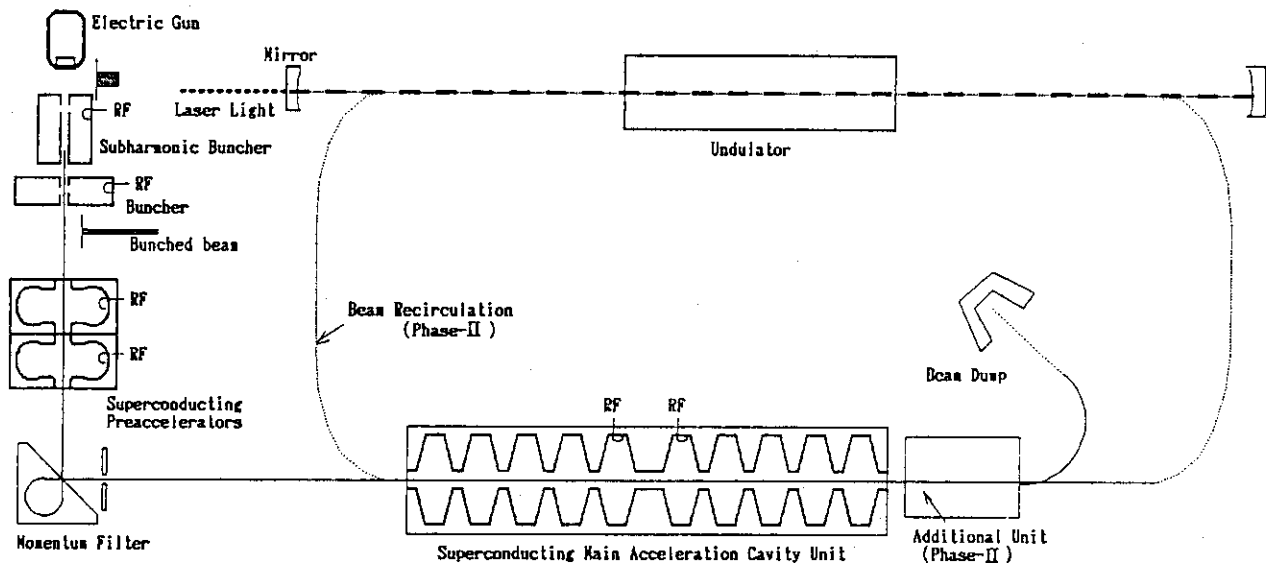 Electric Gun
Mirror
RF
Laser Light
Subharmonic Buncher
Undulator
RF
Buncher
Bunched beam
RF
Beam Recirculation
(Phase-II)
RF
Beam Dump
Superconducting
Preaccelerators
RF RF
Momentum Filter
Superconducting Main Acceleration Cavity Unit
Additional Unit
(Phase-II)